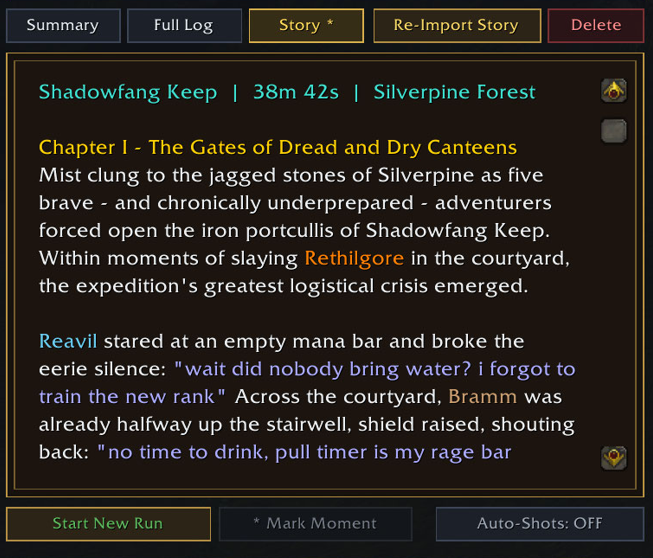 Summary
Full Log
Story *
Re-Import Story
Delete
Shadowfang Keep | 38m 42s | Silverpine Forest
Chapter I - The Gates of Dread and Dry Canteens
Mist clung to the jagged stones of Silverpine as five
brave - and chronically underprepared - adventurers
forced open the iron portcullis of Shadowfang Keep.
Within moments of slaying Rethilgore in the courtyard,
the expedition's greatest logistical crisis emerged.
Reavil stared at an empty mana bar and broke the
eerie silence: "wait did nobody bring water? i forgot to
train the new rank" Across the courtyard, Bramm was
already halfway up the stairwell, shield raised, shouting
back: "no time to drink, pull timer is my rage bar
Start New Run
* Mark Moment
Auto-Shots: OFF